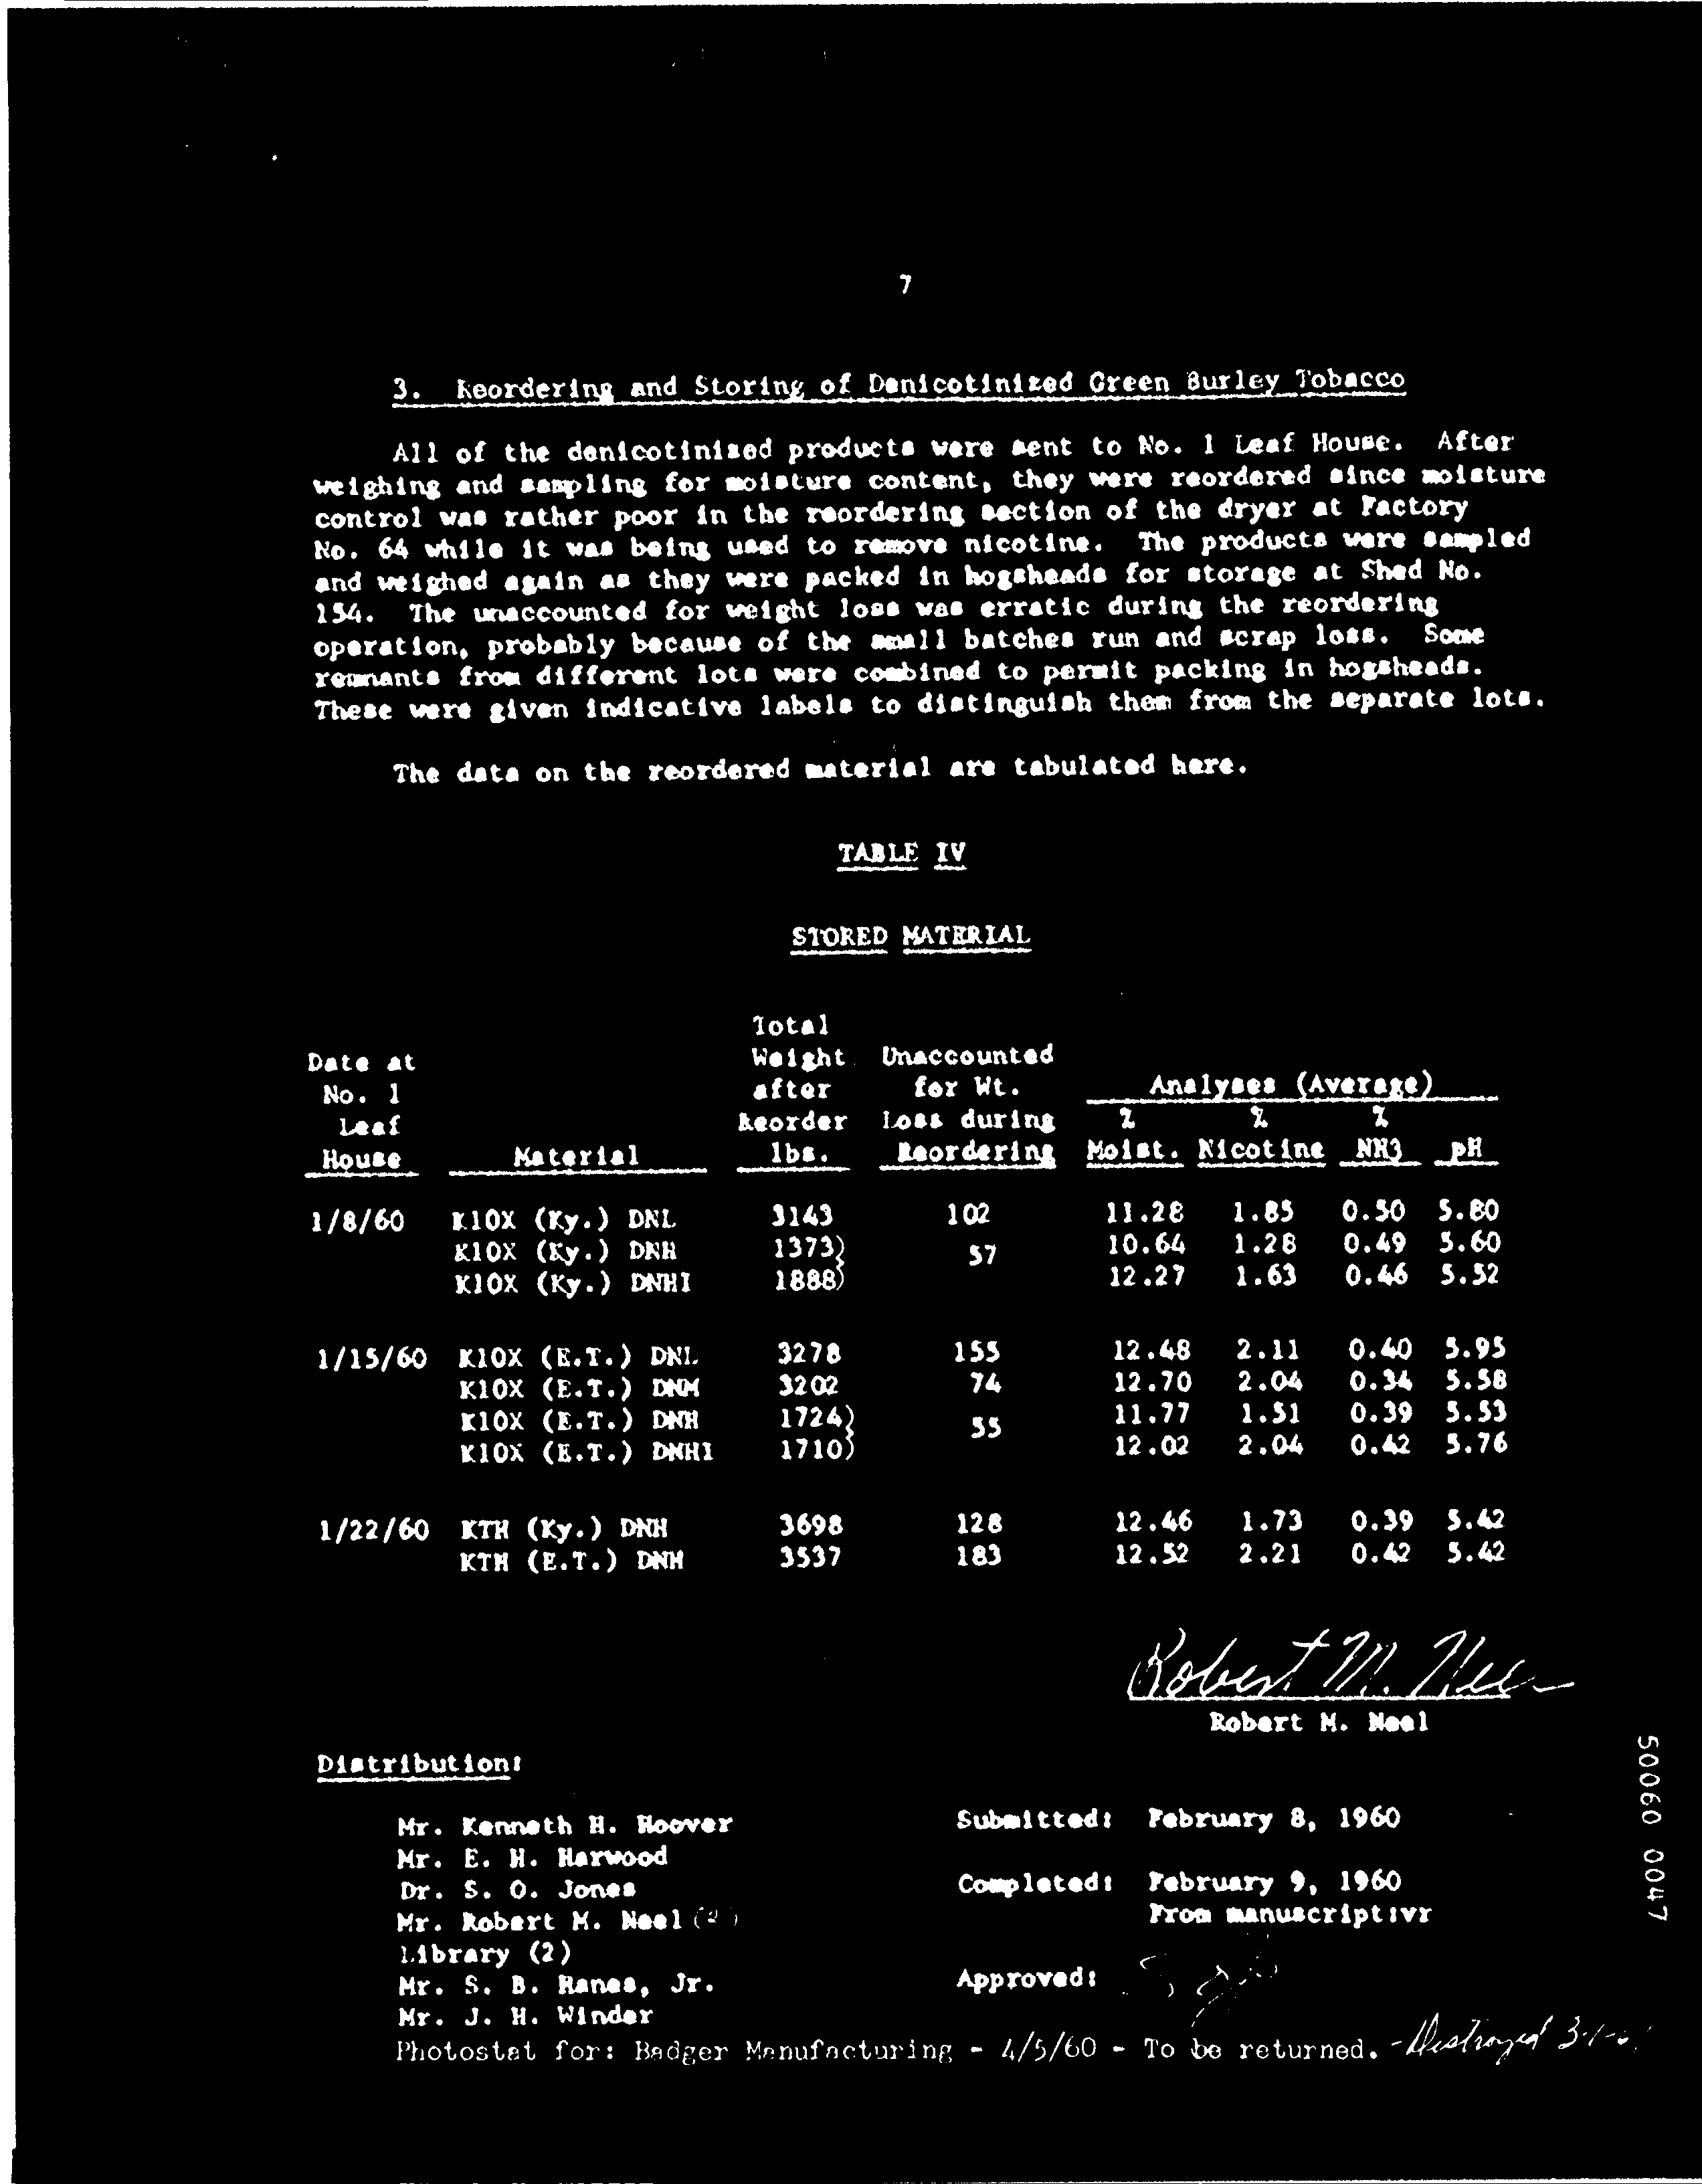 7
3. Reordering and Storing of Denicotinized Green Burley Tobacco
All of the denicotinized products were sent to No. 1 Leaf House. After
weighing and sampling for moisture content, they were reordered since moisture
control was rather poor in the reordering section of the dryer at Factory
No. 64 while it was being used to remove nicotine. The products were sampled
and weighed again as they were packed in hogsheads for storage at Shed No.
154. The unaccounted for weight loss was erratic during the reordering
operation, probably because of the small batches run and scrap loss. Some
remnants from different lots were combined to permit packing in hogsheads.
These were given indicative labels to distinguish them from the separate lots.
The data on the reordered material are tabulated here.
TABLE IV
STORED MATERIAL
Total
Date at Weight Unaccounted
No. 1 after for Wt. Analyses (Average)
Leaf Reorder Loss during % % %
House Material lbs. Reordering Moist. Nicotine NH3 pH
1/8/60 K10X (Ky.) DNL 3143 102 11.28 1.85 0.50 5.80
K10X (Ky.) DNH 1373) 57 10.64 1.28 0.49 5.60
K10X (Ky.) DNHI 1888) 12.27 1.63 0.46 5.52
1/15/60 K10X (E.T.) DNL 3278 155 12.48 2.11 0.40 5.95
K10X (E.T.) DNM 3202 74 12.70 2.04 0.34 5.58
K10X (E.T.) DNH 1724) 55 11.77 1.51 0.39 5.53
K10X (E.T.) DNHI 1710) 12.02 2.04 0.42 5.76
1/22/60 KTH (Ky.) DNH 3698 128 12.46 1.73 0.39 5.42
KTH (E.T.) DNH 3537 183 12.52 2.21 0.42 5.42
Robert M. Neel
Robert M. Neel
Distribution:
Mr. Kenneth H. Hoover Submitted: February 8, 1960
Mr. E. H. Harwood
Dr. S. O. Jones Completed: February 9, 1960
Mr. Robert M. Neel (2) From manuscript:vr
Library (2)
Mr. S. B. Hanes, Jr. Approved:
Mr. J. H. Winder
Photostat for: Badger Manufacturing - 4/5/60 - To be returned. - Destroyed
50060 0047